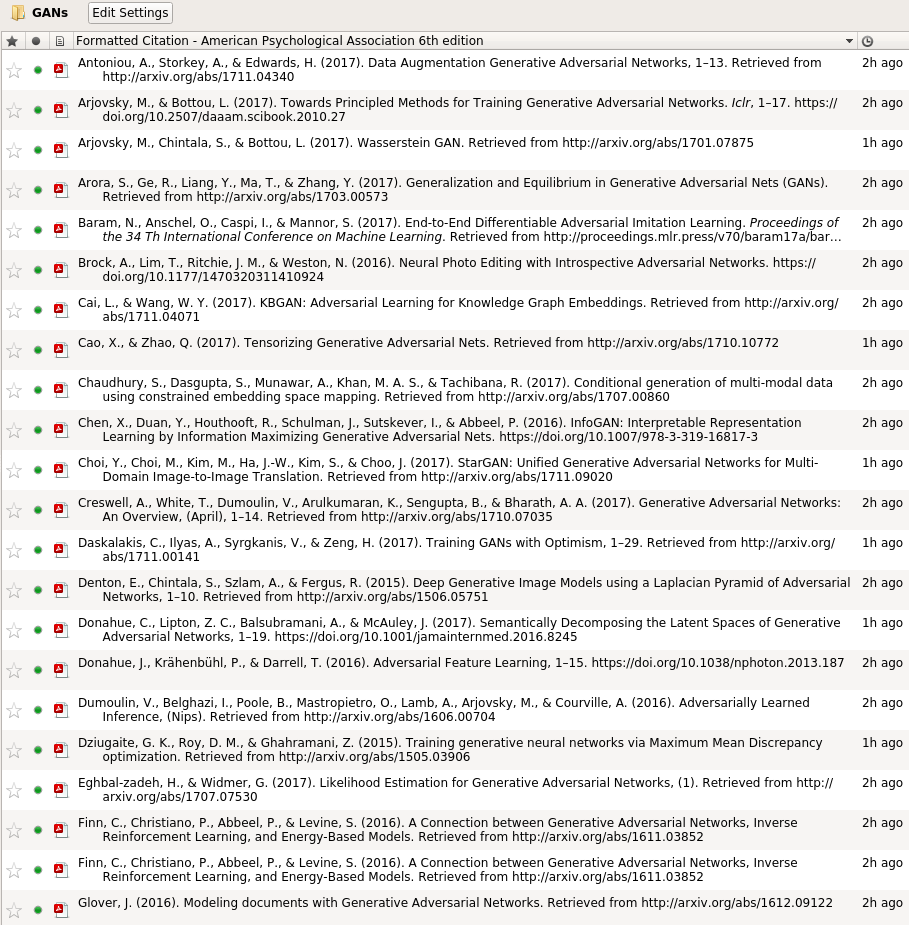 GANs Edit Settings
Formatted Citation - American Psychological Association 6th edition
Antoniou, A., Storkey, A., & Edwards, H. (2017). Data Augmentation Generative Adversarial Networks, 1–13. Retrieved from 2h ago
http://arxiv.org/abs/1711.04340
Arjovsky, M., & Bottou, L. (2017). Towards Principled Methods for Training Generative Adversarial Networks. Iclr, 1–17. https:// 2h ago
doi.org/10.2507/daaam.scibook.2010.27
Arjovsky, M., Chintala, S., & Bottou, L. (2017). Wasserstein GAN. Retrieved from http://arxiv.org/abs/1701.07875 1h ago
Arora, S., Ge, R., Liang, Y., Ma, T., & Zhang, Y. (2017). Generalization and Equilibrium in Generative Adversarial Nets (GANs). 2h ago
Retrieved from http://arxiv.org/abs/1703.00573
Baram, N., Anschel, O., Caspi, I., & Mannor, S. (2017). End-to-End Differentiable Adversarial Imitation Learning. Proceedings of 2h ago
the 34 Th International Conference on Machine Learning. Retrieved from http://proceedings.mlr.press/v70/baram17a/bar...
Brock, A., Lim, T., Ritchie, J. M., & Weston, N. (2016). Neural Photo Editing with Introspective Adversarial Networks. https:// 2h ago
doi.org/10.1177/1470320311410924
Cai, L., & Wang, W. Y. (2017). KBGAN: Adversarial Learning for Knowledge Graph Embeddings. Retrieved from http://arxiv.org/ 2h ago
abs/1711.04071
Cao, X., & Zhao, Q. (2017). Tensorizing Generative Adversarial Nets. Retrieved from http://arxiv.org/abs/1710.10772 1h ago
Chaudhury, S., Dasgupta, S., Munawar, A., Khan, M. A. S., & Tachibana, R. (2017). Conditional generation of multi-modal data 2h ago
using constrained embedding space mapping. Retrieved from http://arxiv.org/abs/1707.00860
Chen, X., Duan, Y., Houthooft, R., Schulman, J., Sutskever, I., & Abbeel, P. (2016). InfoGAN: Interpretable Representation 2h ago
Learning by Information Maximizing Generative Adversarial Nets. https://doi.org/10.1007/978-3-319-16817-3
Choi, Y., Choi, M., Kim, M., Ha, J.-W., Kim, S., & Choo, J. (2017). StarGAN: Unified Generative Adversarial Networks for Multi- 1h ago
Domain Image-to-Image Translation. Retrieved from http://arxiv.org/abs/1711.09020
Creswell, A., White, T., Dumoulin, V., Arulkumaran, K., Sengupta, B., & Bharath, A. A. (2017). Generative Adversarial Networks: 2h ago
An Overview, (April), 1–14. Retrieved from http://arxiv.org/abs/1710.07035
Daskalakis, C., Ilyas, A., Syrgkanis, V., & Zeng, H. (2017). Training GANs with Optimism, 1–29. Retrieved from http://arxiv.org/ 1h ago
abs/1711.00141
Denton, E., Chintala, S., Szlam, A., & Fergus, R. (2015). Deep Generative Image Models using a Laplacian Pyramid of Adversarial 2h ago
Networks, 1–10. Retrieved from http://arxiv.org/abs/1506.05751
Donahue, C., Lipton, Z. C., Balsubramani, A., & McAuley, J. (2017). Semantically Decomposing the Latent Spaces of Generative 1h ago
Adversarial Networks, 1–19. https://doi.org/10.1001/jamainternmed.2016.8245
Donahue, J., Krähenbühl, P., & Darrell, T. (2016). Adversarial Feature Learning, 1–15. https://doi.org/10.1038/nphoton.2013.187 2h ago
Dumoulin, V., Belghazi, I., Poole, B., Mastropietro, O., Lamb, A., Arjovsky, M., & Courville, A. (2016). Adversarially Learned 2h ago
Inference, (Nips). Retrieved from http://arxiv.org/abs/1606.00704
Dziugaite, G. K., Roy, D. M., & Ghahramani, Z. (2015). Training generative neural networks via Maximum Mean Discrepancy 1h ago
optimization. Retrieved from http://arxiv.org/abs/1505.03906
Eghbal-zadeh, H., & Widmer, G. (2017). Likelihood Estimation for Generative Adversarial Networks, (1). Retrieved from http:// 2h ago
arxiv.org/abs/1707.07530
Finn, C., Christiano, P., Abbeel, P., & Levine, S. (2016). A Connection between Generative Adversarial Networks, Inverse 2h ago
Reinforcement Learning, and Energy-Based Models. Retrieved from http://arxiv.org/abs/1611.03852
Finn, C., Christiano, P., Abbeel, P., & Levine, S. (2016). A Connection between Generative Adversarial Networks, Inverse 2h ago
Reinforcement Learning, and Energy-Based Models. Retrieved from http://arxiv.org/abs/1611.03852
Glover, J. (2016). Modeling documents with Generative Adversarial Networks. Retrieved from http://arxiv.org/abs/1612.09122 2h ago